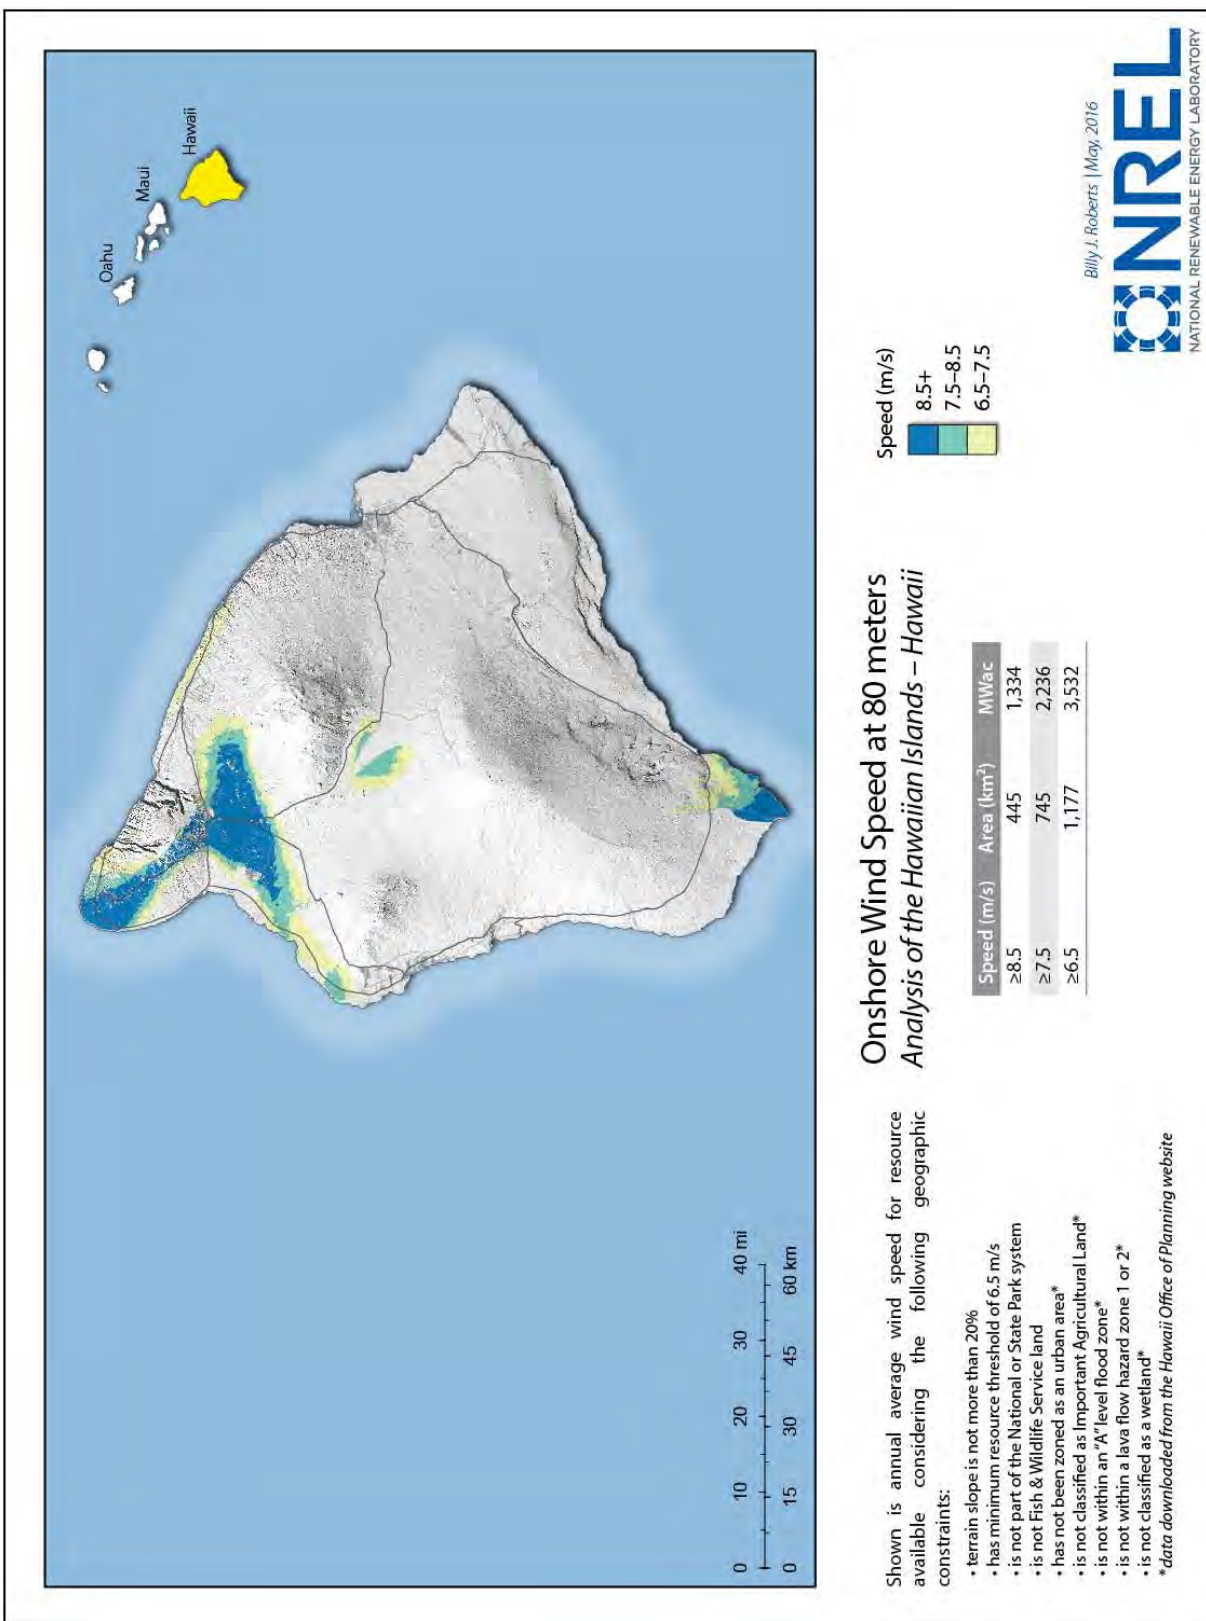 Oahu
Maui
Hawaii
0 10 20 30 40 mi
0 15 30 45 60 km
Shown is annual average wind speed for resource
available considering the following geographic
constraints:
• terrain slope is not more than 20%
• has minimum resource threshold of 6.5 m/s
• is not part of the National or State Park system
• is not Fish & Wildlife Service land
• has not been zoned as an urban area*
• is not classified as Important Agricultural Land*
• is not within an "A" level flood zone*
• is not within a lava flow hazard zone 1 or 2*
• is not classified as a wetland*
*data downloaded from the Hawaii Office of Planning website
Onshore Wind Speed at 80 meters
Analysis of the Hawaiian Islands – Hawaii
Speed (m/s) Area (km²) MWac
≥8.5 445 1,334
≥7.5 745 2,236
≥6.5 1,177 3,532
Speed (m/s)
8.5+
7.5–8.5
6.5–7.5
Billy J. Roberts | May, 2016
NREL
NATIONAL RENEWABLE ENERGY LABORATORY